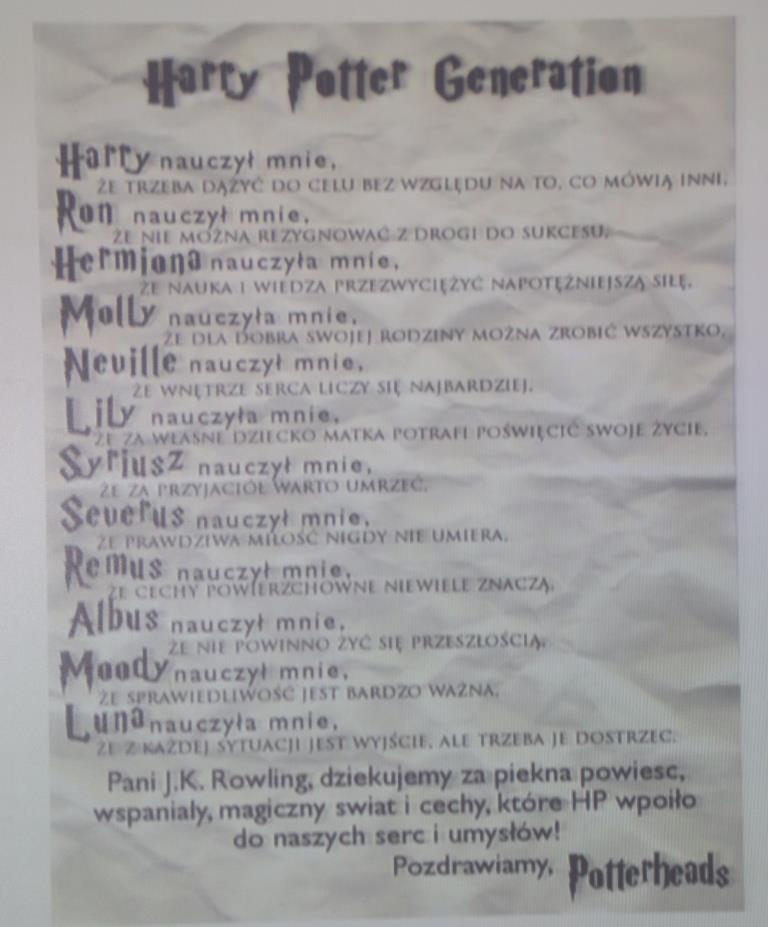 Harry Potter Generation
Harry nauczył mnie,
ŻE TRZEBA DĄŻYĆ DO CELU BEZ WZGLĘDU NA TO, CO MÓWIĄ INNI.
Ron nauczył mnie,
ŻE NIE MOŻNA REZYGNOWAĆ Z DROGI DO SUKCESU.
Hermiona nauczyła mnie,
ŻE NAUKA I WIEDZA PRZEZWYCIĘŻYĆ NAPOTĘŻNIEJSZĄ SIŁĘ.
Molly nauczyła mnie,
ŻE DLA DOBRA SWOJEJ RODZINY MOŻNA ZROBIĆ WSZYSTKO.
Neville nauczył mnie,
ŻE WNĘTRZE SERCA LICZY SIĘ NAJBARDZIEJ.
Lily nauczyła mnie,
ŻE ZA WŁASNE DZIECKO MATKA POTRAFI POŚWIĘCIĆ SWOJE ŻYCIE.
Syriusz nauczył mnie,
ŻE ZA PRZYJACIÓŁ WARTO UMRZEĆ.
Severus nauczył mnie,
ŻE PRAWDZIWA MIŁOŚĆ NIGDY NIE UMIERA.
Remus nauczył mnie,
ŻE CECHY POWIERZCHOWNE NIEWIELE ZNACZĄ.
Albus nauczył mnie,
ŻE NIE POWINNO ŻYĆ SIĘ PRZESZŁOŚCIĄ.
Moody nauczył mnie,
ŻE SPRAWIEDLIWOŚĆ JEST BARDZO WAŻNA.
Luna nauczyła mnie,
ŻE Z KAŻDEJ SYTUACJI JEST WYJŚCIE, ALE TRZEBA JE DOSTRZEC.
Pani J.K. Rowling, dziekujemy za piekna powiesc,
wspanialy, magiczny swiat i cechy, które HP wpoiło
do naszych serc i umysłów!
Pozdrawiamy, Potterheads